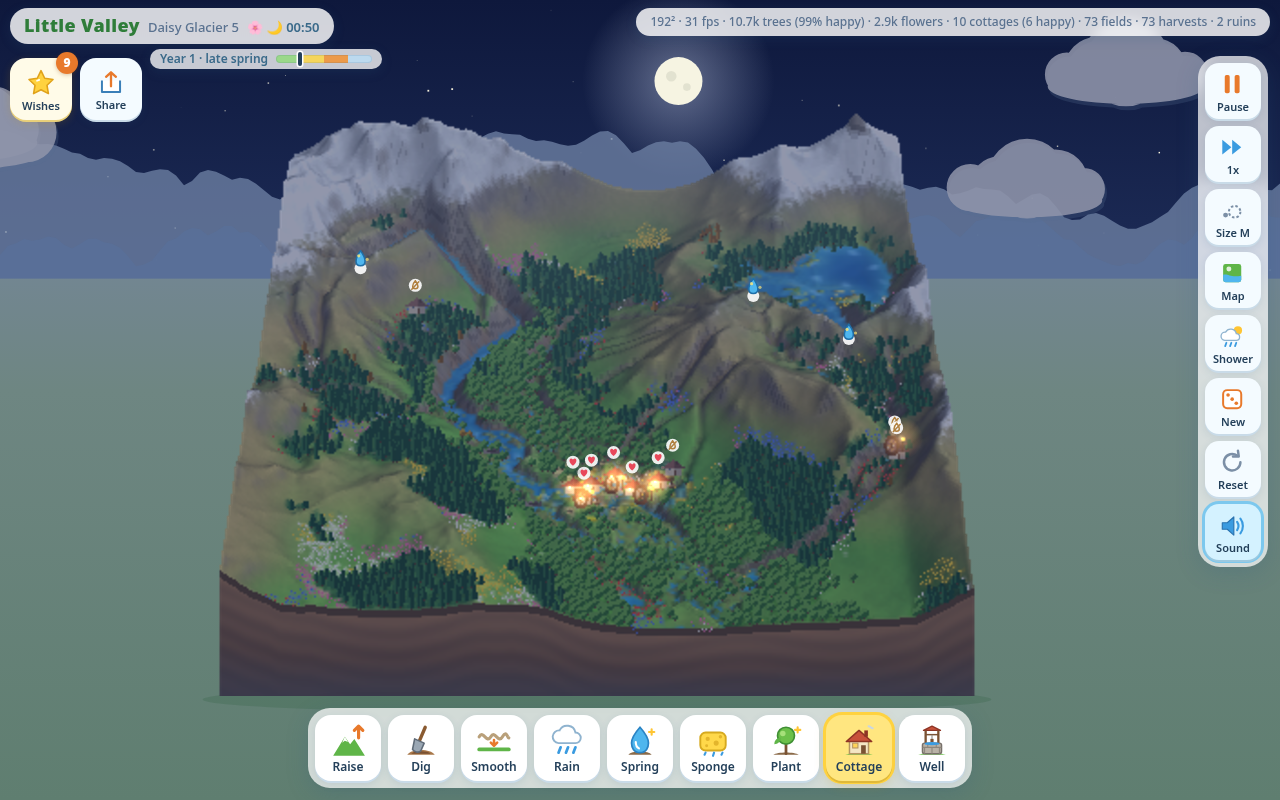 Little Valley Daisy Glacier 5 00:50
192² · 31 fps · 10.7k trees (99% happy) · 2.9k flowers · 10 cottages (6 happy) · 73 fields · 73 harvests · 2 ruins
Year 1 · late spring
9
Wishes
Share
Pause
1x
Size M
Map
Shower
New
Reset
Sound
Raise
Dig
Smooth
Rain
Spring
Sponge
Plant
Cottage
Well